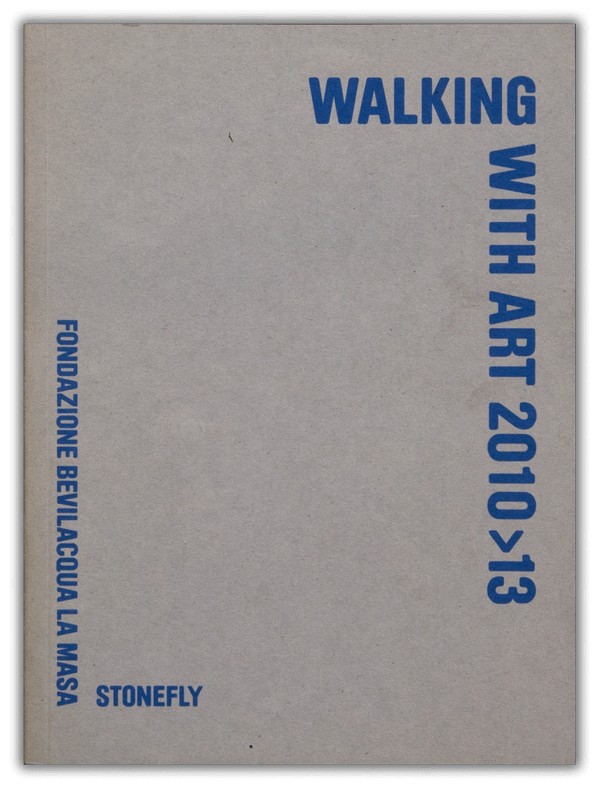 WALKING
WITH ART 2010>13
FONDAZIONE BEVILACQUA LA MASA
STONEFLY